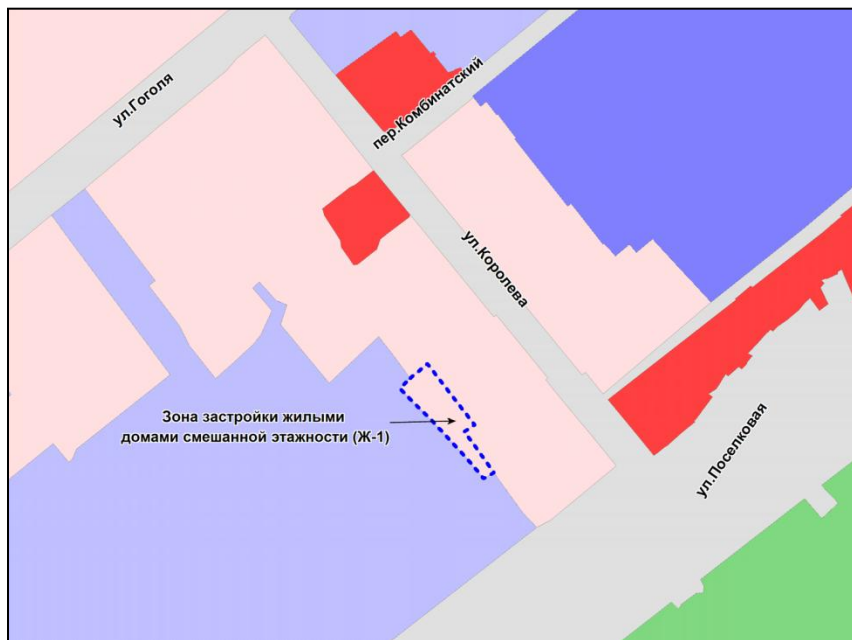 ул.Гоголя
пер.Комбинатский
ул.Королева
Зона застройки жилыми
домами смешанной этажности (Ж-1)
ул.Поселковая